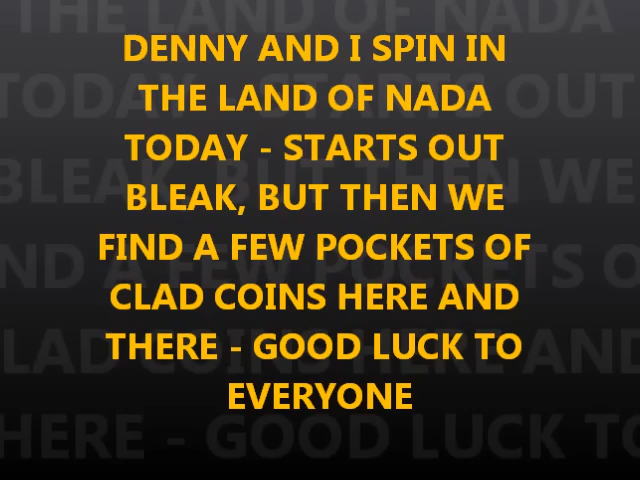 DENNY AND I SPIN IN
THE LAND OF NADA
TODAY - STARTS OUT
BLEAK, BUT THEN WE
FIND A FEW POCKETS OF
CLAD COINS HERE AND
THERE - GOOD LUCK TO
EVERYONE